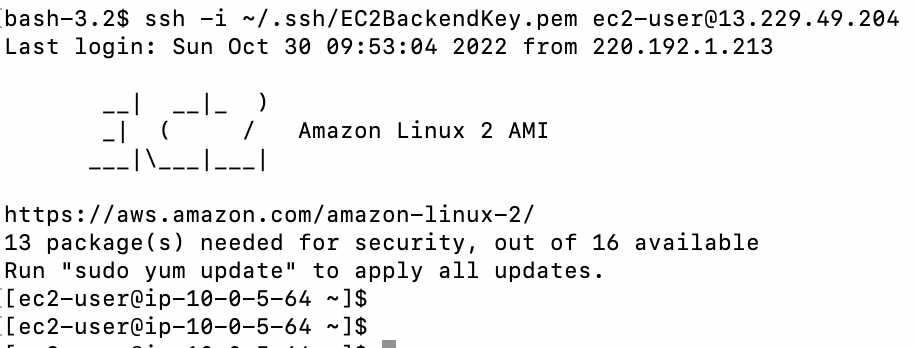 [bash-3.2$ ssh -i ~/.ssh/EC2BackendKey.pem ec2-user@13.229.49.204
Last login: Sun Oct 30 09:53:04 2022 from 220.192.1.213

       __|  __|_  )
       _|  (     /   Amazon Linux 2 AMI
      ___|\___|___|

https://aws.amazon.com/amazon-linux-2/
13 package(s) needed for security, out of 16 available
Run "sudo yum update" to apply all updates.
[[ec2-user@ip-10-0-5-64 ~]$
[[ec2-user@ip-10-0-5-64 ~]$